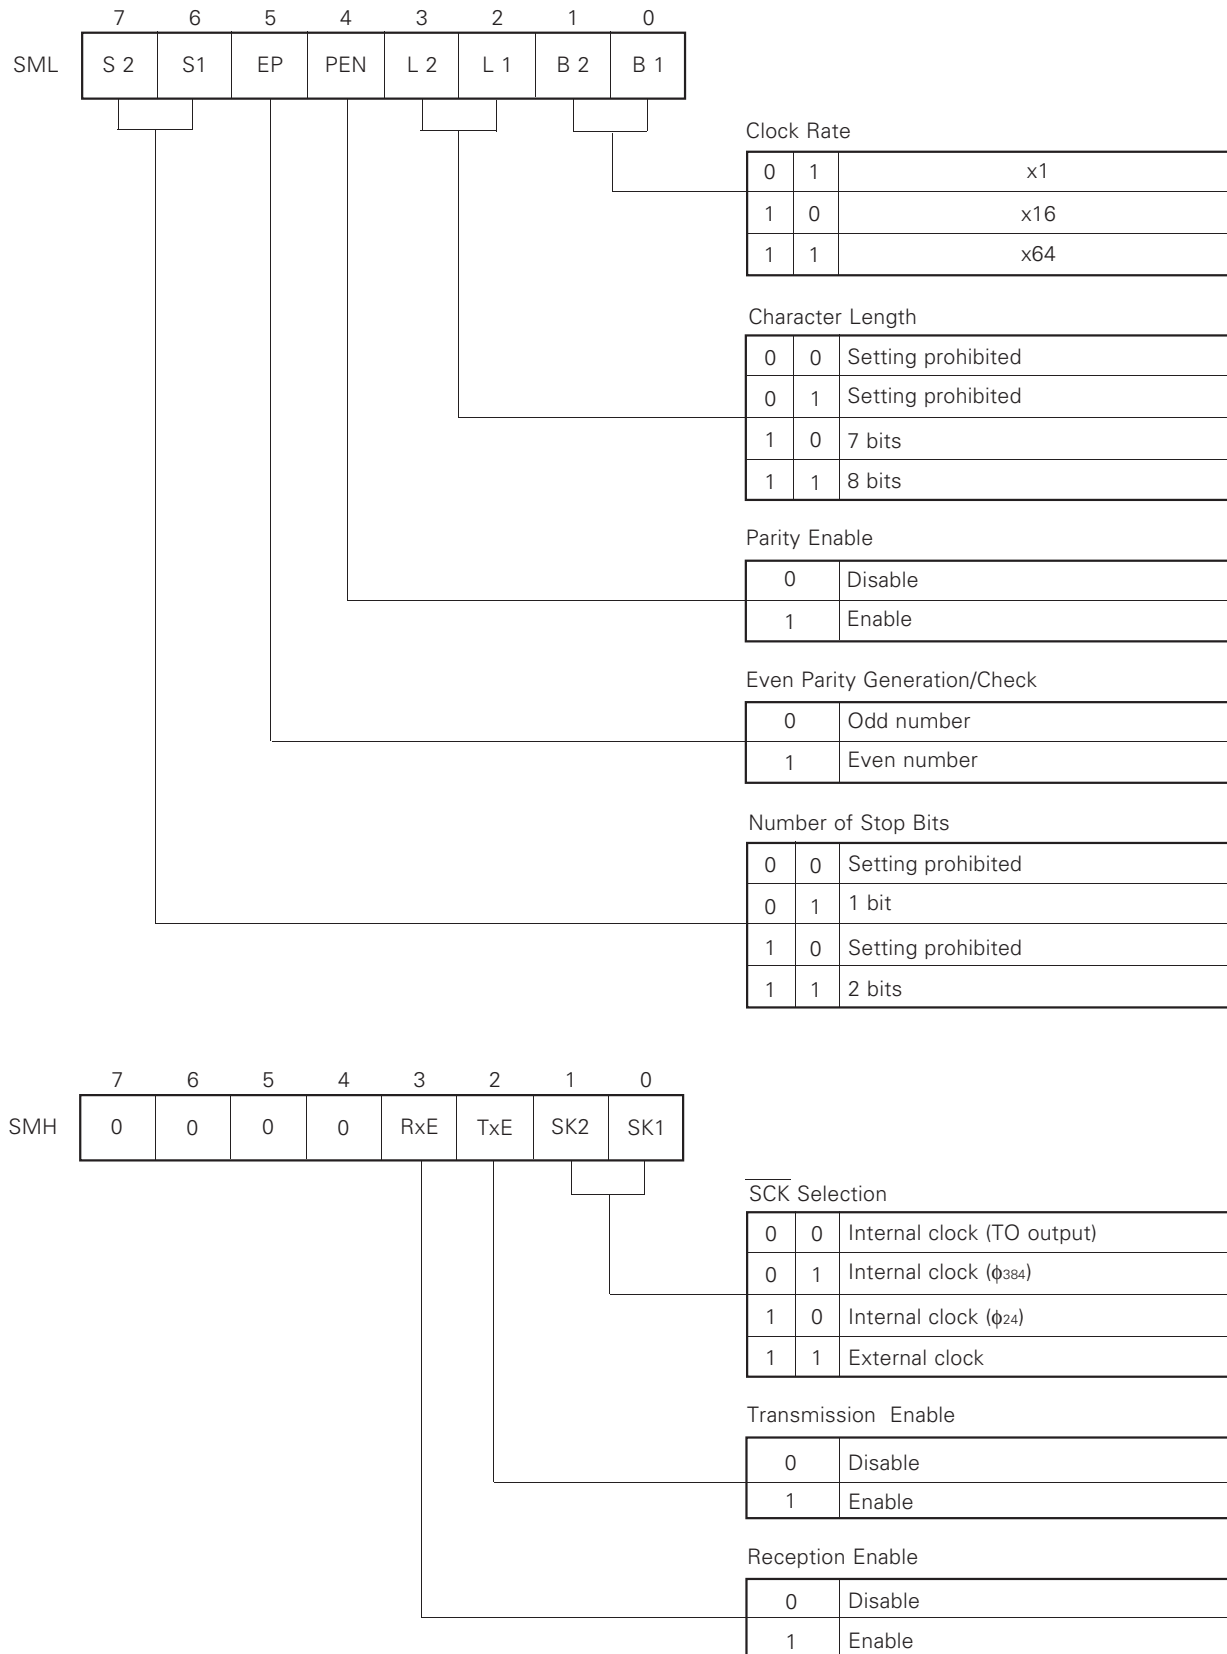 7 6 5 4 3 2 1 0
SML S 2 S1 EP PEN L 2 L 1 B 2 B 1
Clock Rate
0 1 x1
1 0 x16
1 1 x64
Character Length
0 0 Setting prohibited
0 1 Setting prohibited
1 0 7 bits
1 1 8 bits
Parity Enable
0 Disable
1 Enable
Even Parity Generation/Check
0 Odd number
1 Even number
Number of Stop Bits
0 0 Setting prohibited
0 1 1 bit
1 0 Setting prohibited
1 1 2 bits
7 6 5 4 3 2 1 0
SMH 0 0 0 0 RxE TxE SK2 SK1
S̅C̅K̅ Selection
0 0 Internal clock (TO output)
0 1 Internal clock (ϕ384)
1 0 Internal clock (ϕ24)
1 1 External clock
Transmission Enable
0 Disable
1 Enable
Reception Enable
0 Disable
1 Enable